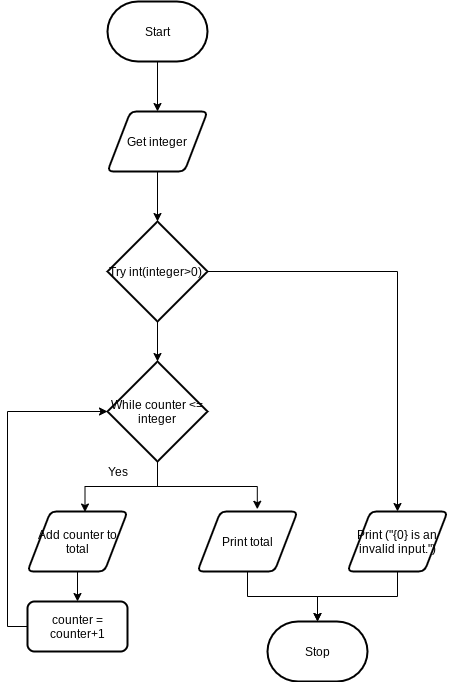 Start
Get integer
Try int(integer>0)
While counter <=
integer
Yes
Add counter to
total
Print total
Print ("{0} is an
invalid input.")
counter =
counter+1
Stop